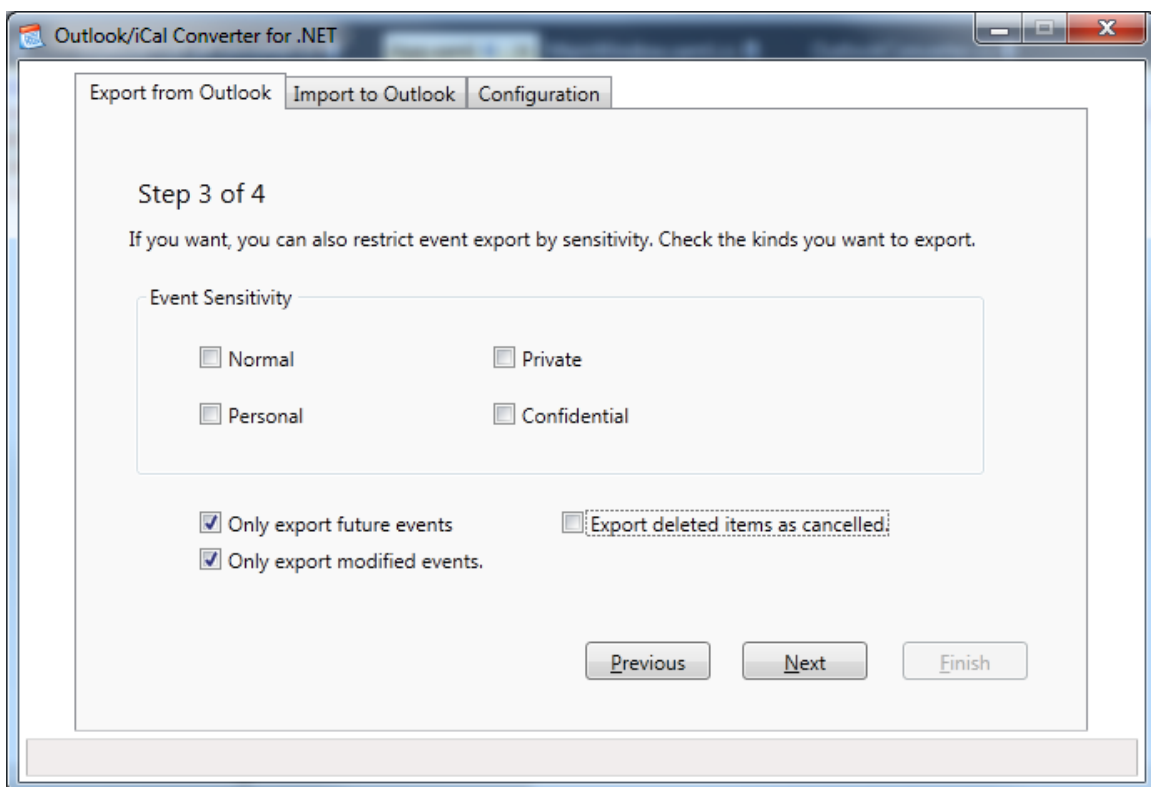 Outlook/iCal Converter for .NET
Export from Outlook
Import to Outlook
Configuration
Step 3 of 4
If you want, you can also restrict event export by sensitivity. Check the kinds you want to export.
Event Sensitivity
Normal
Private
Personal
Confidential
Only export future events
Export deleted items as cancelled.
Only export modified events.
Previous
Next
Finish